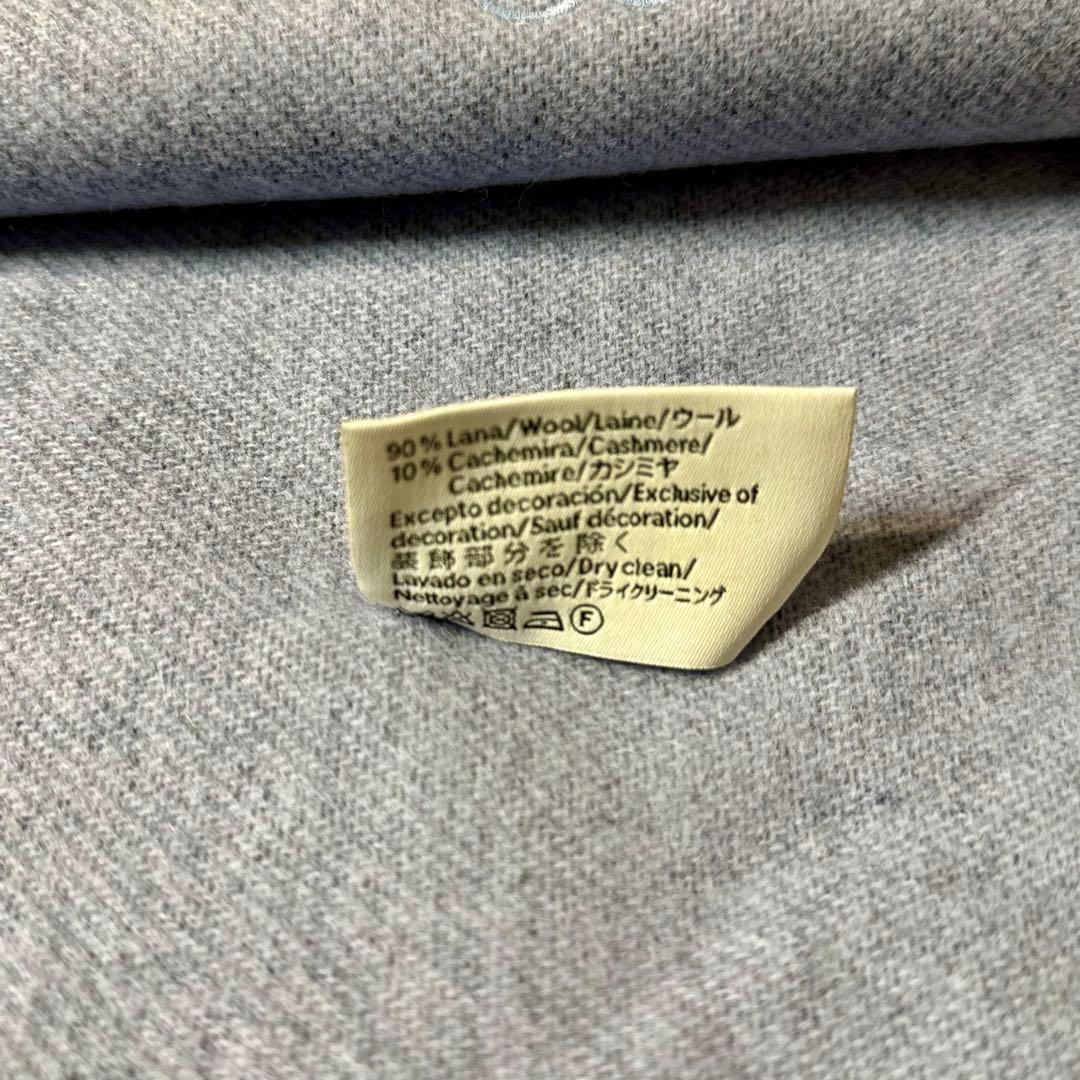 90% Lana/Wool/Laine/ウール
10% Cachemira/Cashmere/
Cachemire/カシミヤ
Excepto decoración/Exclusive of
decoration/Sauf décoration/
装飾部分を除く
Lavado en seco/Dry clean/
Nettoyage à sec/ドライクリーニング
F